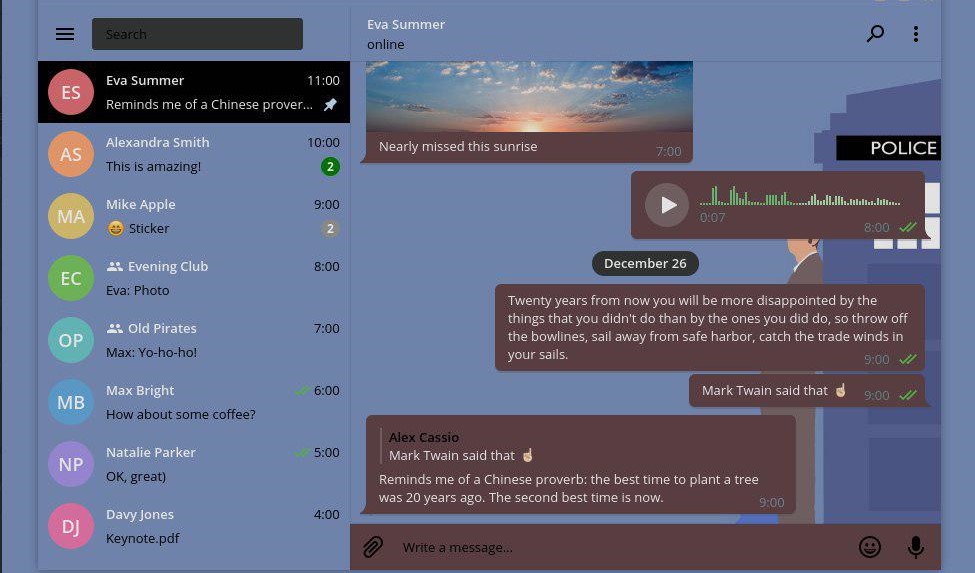 Search
ES
Eva Summer 11:00
Reminds me of a Chinese prover...
AS
Alexandra Smith 10:00
This is amazing! 2
MA
Mike Apple 9:00
😄 Sticker 2
EC
Evening Club 8:00
Eva: Photo
OP
Old Pirates 7:00
Max: Yo-ho-ho!
MB
Max Bright 6:00
How about some coffee?
NP
Natalie Parker 5:00
OK, great)
DJ
Davy Jones 4:00
Keynote.pdf
Eva Summer
online
Nearly missed this sunrise 7:00
POLICE
0:07
8:00
December 26
Twenty years from now you will be more disappointed by the
things that you didn't do than by the ones you did do, so throw off
the bowlines, sail away from safe harbor, catch the trade winds in
your sails. 9:00
Mark Twain said that ☝🏼 9:00
Alex Cassio
Mark Twain said that ☝🏼
Reminds me of a Chinese proverb: the best time to plant a tree
was 20 years ago. The second best time is now. 9:00
Write a message...